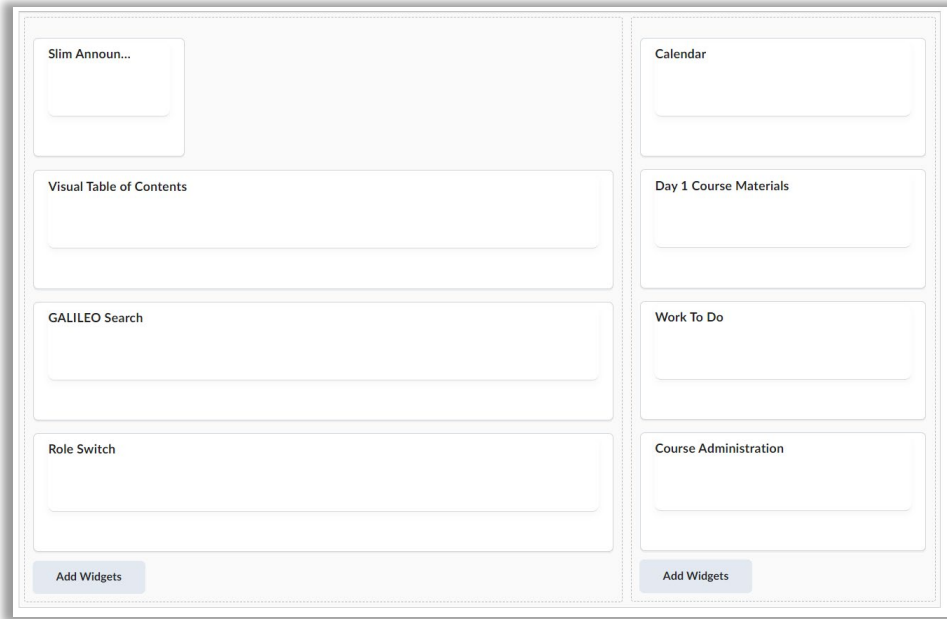 Slim Announ...
Visual Table of Contents
GALILEO Search
Role Switch
Add Widgets
Calendar
Day 1 Course Materials
Work To Do
Course Administration
Add Widgets